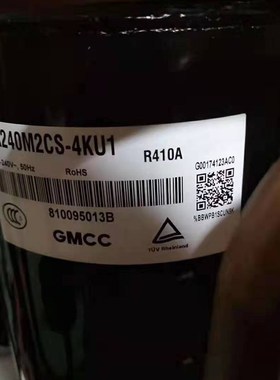 240M2CS-4KU1
R410A
240V~, 50Hz
RoHS
G00174123AC0
810095013B
GMCC
TÜV Rheinland